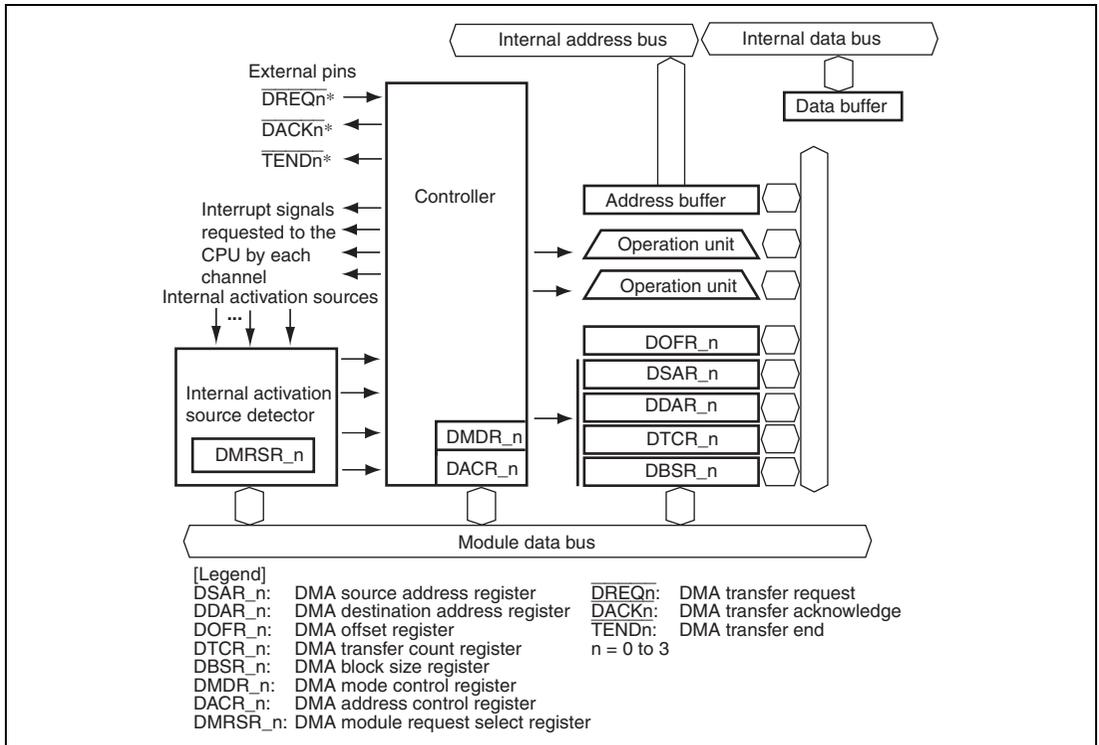 Internal address bus
Internal data bus
External pins
DREQn*
DACKn*
TENDn*
Data buffer
Controller
Address buffer
Interrupt signals
requested to the
CPU by each
channel
Operation unit
Operation unit
Internal activation sources
...
Internal activation
source detector
DMRSR_n
DMDR_n
DACR_n
DOFR_n
DSAR_n
DDAR_n
DTCR_n
DBSR_n
Module data bus
[Legend]
DSAR_n: DMA source address register
DDAR_n: DMA destination address register
DOFR_n: DMA offset register
DTCR_n: DMA transfer count register
DBSR_n: DMA block size register
DMDR_n: DMA mode control register
DACR_n: DMA address control register
DMRSR_n: DMA module request select register
DREQn: DMA transfer request
DACKn: DMA transfer acknowledge
TENDn: DMA transfer end
n = 0 to 3